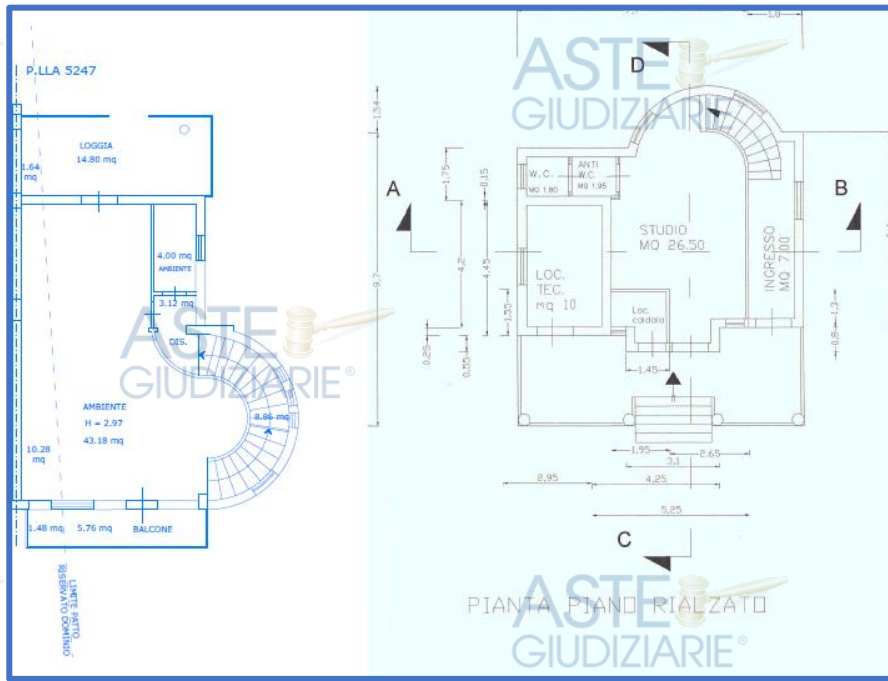 P.LLA 5247
LOGGIA
14.80 mq
1.64
mq
4.00 mq
AMBIENTE
3.12 mq
DIS.
8.86 mq
AMBIENTE
H = 2.97
43.18 mq
10.28
mq
1.48 mq
5.76 mq
BALCONE
LIMITE PATTO
RISERVATO DOMINIO
ASTE
GIUDIZIARIE®
1,8
D
ASTE
GIUDIZIARIE
1,54
9,7
1,75
0,15
4,2
4,45
1,55
0,25
0,55
A
B
W.C.
MQ 1.80
ANTI
W.C.
MQ 1.95
STUDIO
MQ 26.50
INGRESSO
MQ 7.00
LOC.
TEC.
mq 10
Loc.
caldaia
1,3
0,8
1,45
1,95
2,65
3,1
2,95
4,25
5,25
C
PIANTA PIANO RIALZATO
ASTE
GIUDIZIARIE®